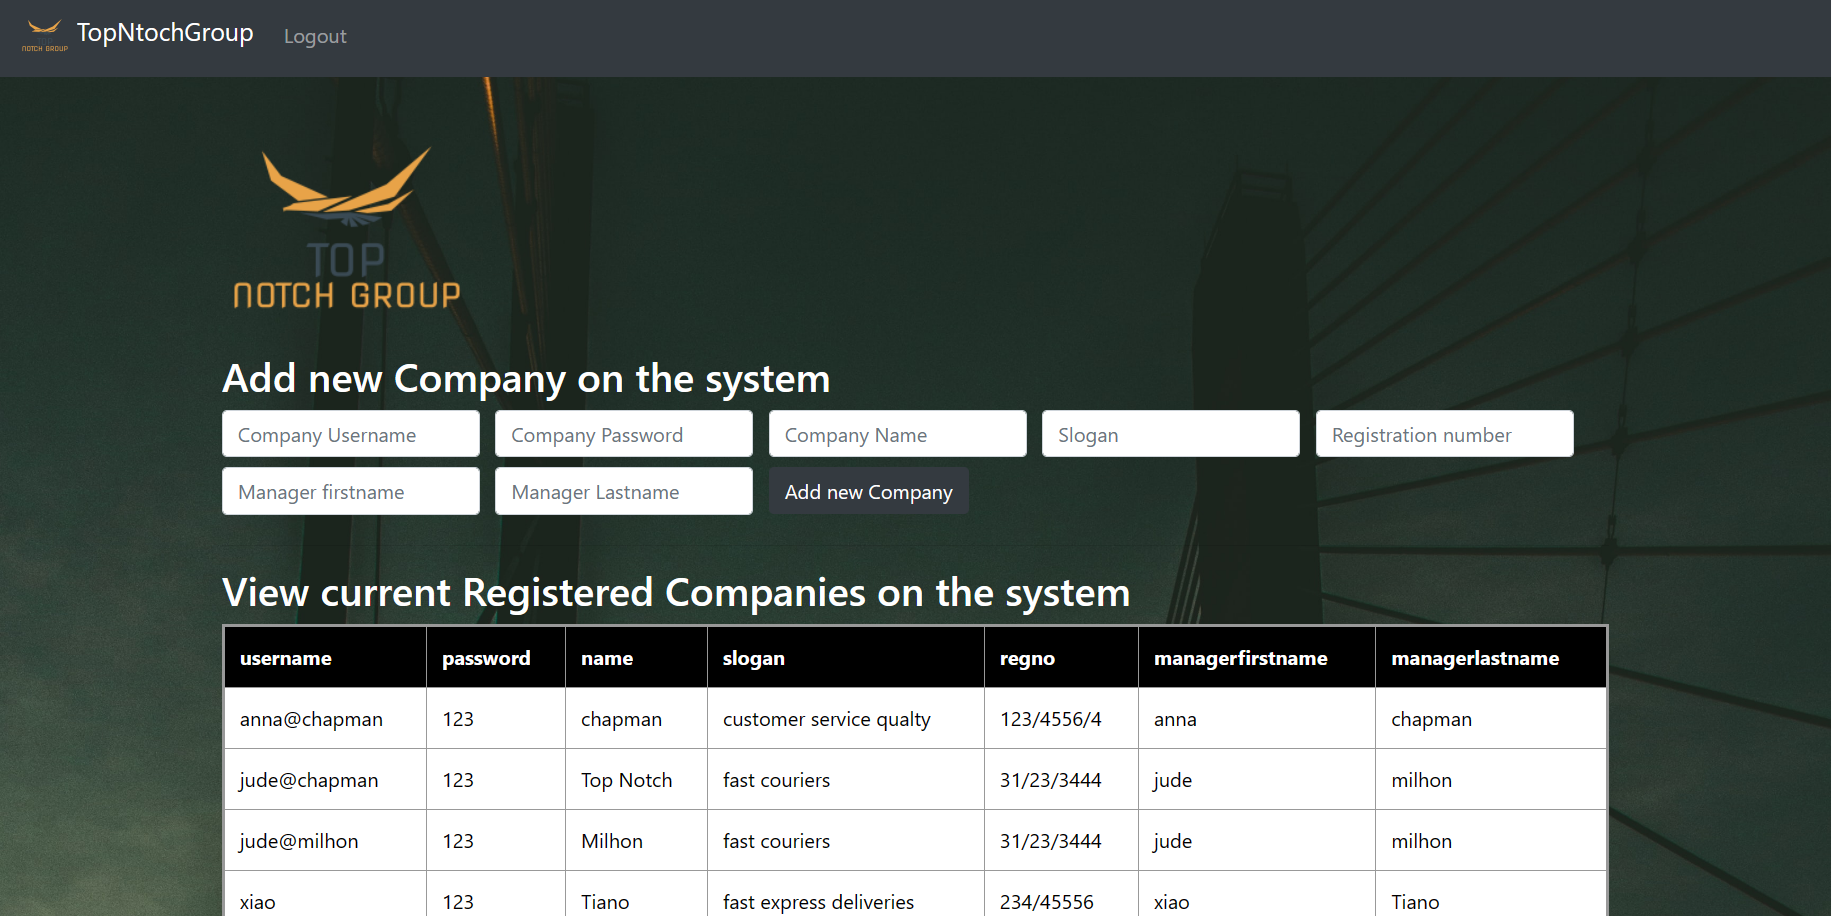 NOTCH GROUP
TopNtochGroup
Logout
TOP
NOTCH GROUP
Add new Company on the system
Company Username Company Password Company Name Slogan Registration number
Manager firstname Manager Lastname Add new Company
View current Registered Companies on the system
username password name slogan regno managerfirstname managerlastname
anna@chapman 123 chapman customer service qualty 123/4556/4 anna chapman
jude@chapman 123 Top Notch fast couriers 31/23/3444 jude milhon
jude@milhon 123 Milhon fast couriers 31/23/3444 jude milhon
xiao 123 Tiano fast express deliveries 234/45556 xiao Tiano